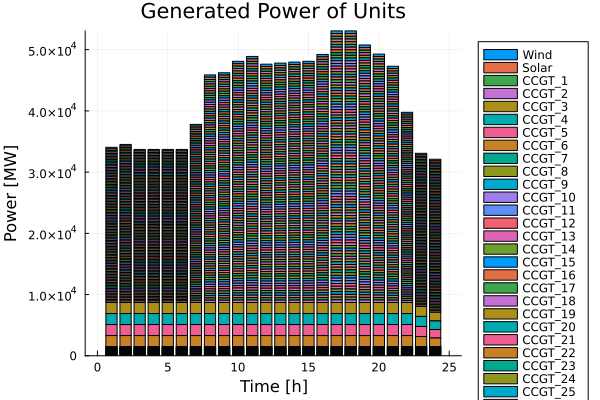 Generated Power of Units
Power [MW]
5.0×10⁴
4.0×10⁴
3.0×10⁴
2.0×10⁴
1.0×10⁴
0
0 5 10 15 20 25
Time [h]
Wind
Solar
CCGT_1
CCGT_2
CCGT_3
CCGT_4
CCGT_5
CCGT_6
CCGT_7
CCGT_8
CCGT_9
CCGT_10
CCGT_11
CCGT_12
CCGT_13
CCGT_14
CCGT_15
CCGT_16
CCGT_17
CCGT_18
CCGT_19
CCGT_20
CCGT_21
CCGT_22
CCGT_23
CCGT_24
CCGT_25